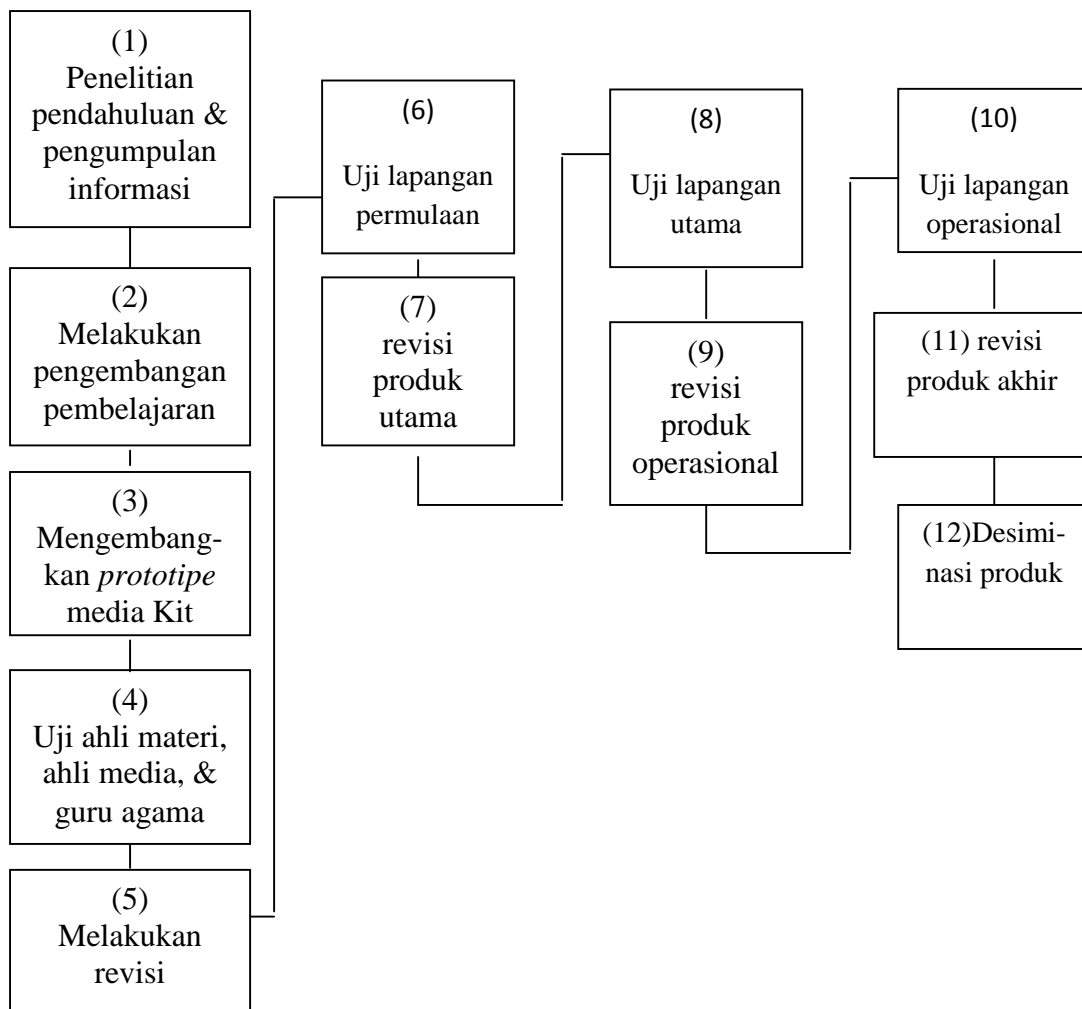 (1)
Penelitian
pendahuluan &
pengumpulan
informasi
(2)
Melakukan
pengembangan
pembelajaran
(3)
Mengembang-
kan prototipe
media Kit
(4)
Uji ahli materi,
ahli media, &
guru agama
(5)
Melakukan
revisi
(6)
Uji lapangan
permulaan
(7)
revisi
produk
utama
(8)
Uji lapangan
utama
(9)
revisi
produk
operasional
(10)
Uji lapangan
operasional
(11) revisi
produk akhir
(12)Desimi-
nasi produk